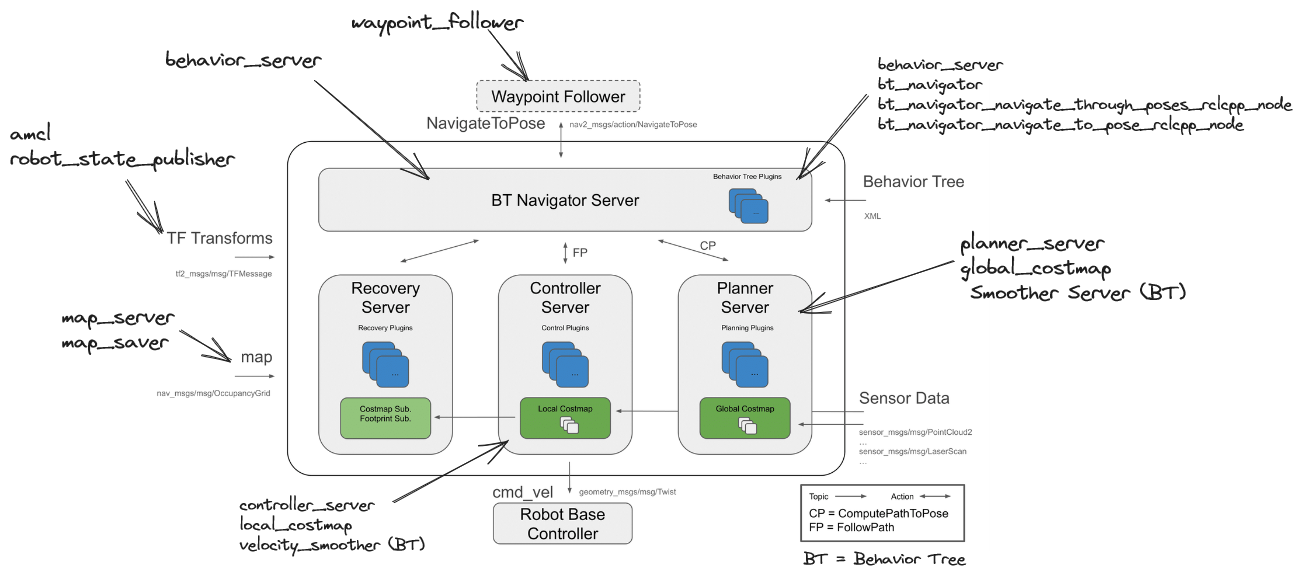 waypoint_follower
behavior_server
behavior_server
bt_navigator
bt_navigator_navigate_through_poses_rclcpp_node
bt_navigator_navigate_to_pose_rclcpp_node
Waypoint Follower
NavigateToPose
nav2_msgs/action/NavigateToPose
amcl
robot_state_publisher
Behavior Tree Plugins
BT Navigator Server
...
Behavior Tree
XML
TF Transforms
tf2_msgs/msg/TFMessage
FP
CP
planner_server
global_costmap
Smoother Server (BT)
Recovery
Server
Recovery Plugins
...
Controller
Server
Control Plugins
...
Planner
Server
Planning Plugins
...
map_server
map_saver
map
nav_msgs/msg/OccupancyGrid
Costmap Sub.
Footprint Sub.
Local Costmap
Global Costmap
Sensor Data
sensor_msgs/msg/PointCloud2
...
sensor_msgs/msg/LaserScan
...
controller_server
local_costmap
velocity_smoother (BT)
cmd_vel
geometry_msgs/msg/Twist
Robot Base
Controller
Topic
Action
CP = ComputePathToPose
FP = FollowPath
BT = Behavior Tree